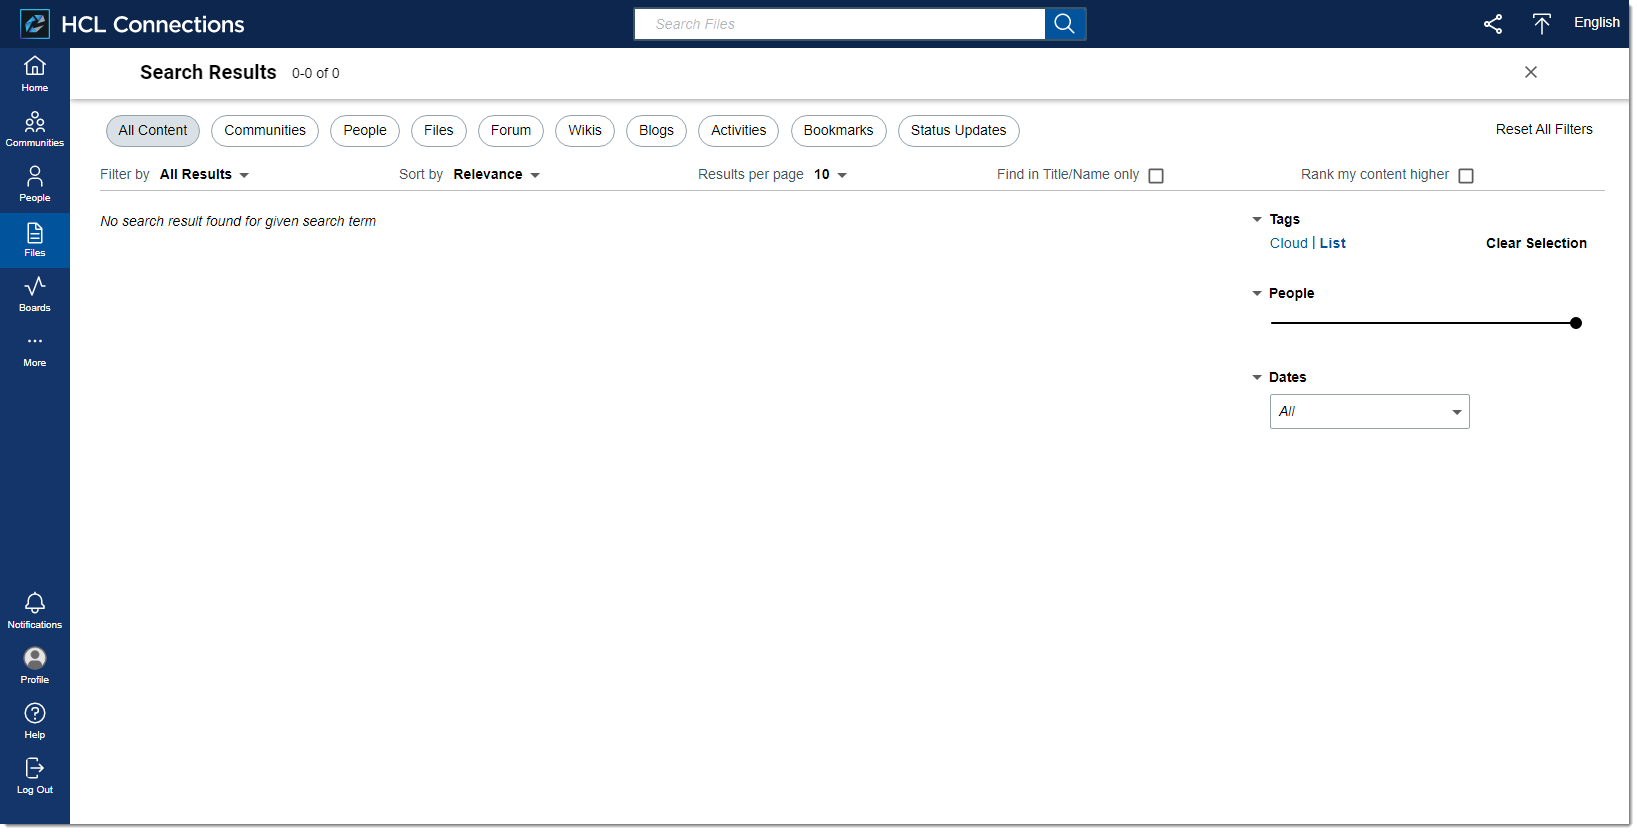 HCL Connections
Search Files
English
Home
Communities
People
Files
Boards
More
Notifications
Profile
Help
Log Out
Search Results 0-0 of 0
All Content Communities People Files Forum Wikis Blogs Activities Bookmarks Status Updates Reset All Filters
Filter by All Results Sort by Relevance Results per page 10 Find in Title/Name only Rank my content higher
No search result found for given search term
Tags
Cloud | List Clear Selection
People
Dates
All